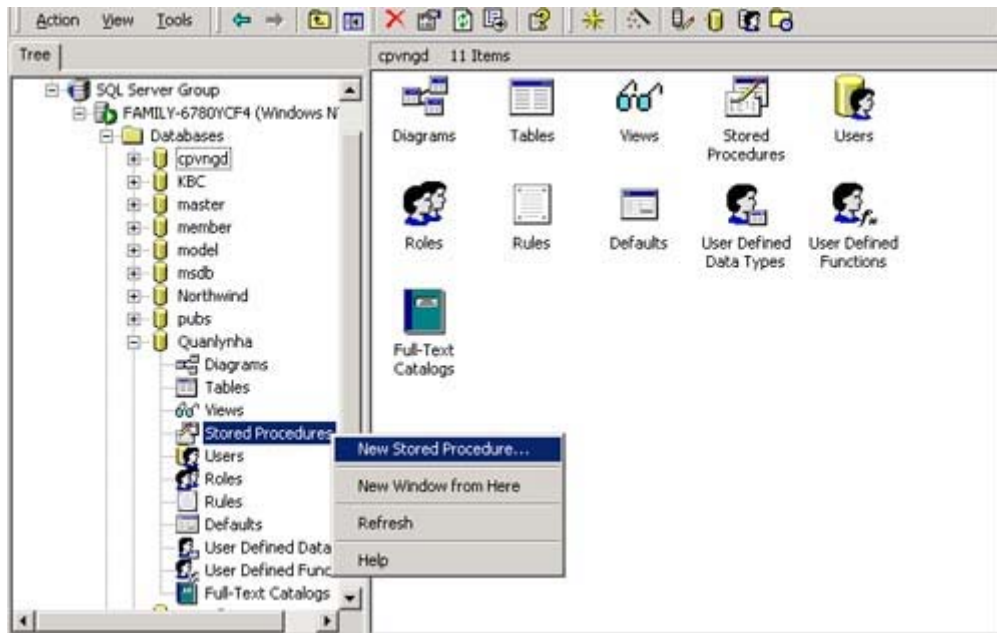 Action View Tools
Tree
cpvngd 11 Items
SQL Server Group
FAMILY-6780YCF4 (Windows N
Databases
cpvngd
KBC
master
member
model
msdb
Northwind
pubs
Quanlynha
Diagrams
Tables
Views
Stored Procedures
Users
Roles
Rules
Defaults
User Defined Data
User Defined Func
Full-Text Catalogs
New Stored Procedure...
New Window from Here
Refresh
Help
Diagrams
Tables
Views
Stored
Procedures
Users
Roles
Rules
Defaults
User Defined
Data Types
User Defined
Functions
Full-Text
Catalogs